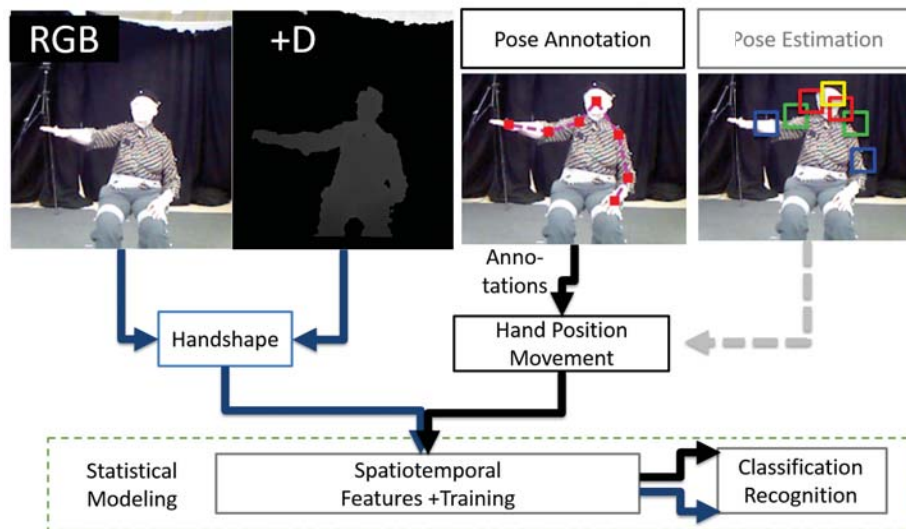 RGB
+D
Pose Annotation
Pose Estimation
Anno-
tations
Handshape
Hand Position
Movement
Statistical
Modeling
Spatiotemporal
Features +Training
Classification
Recognition